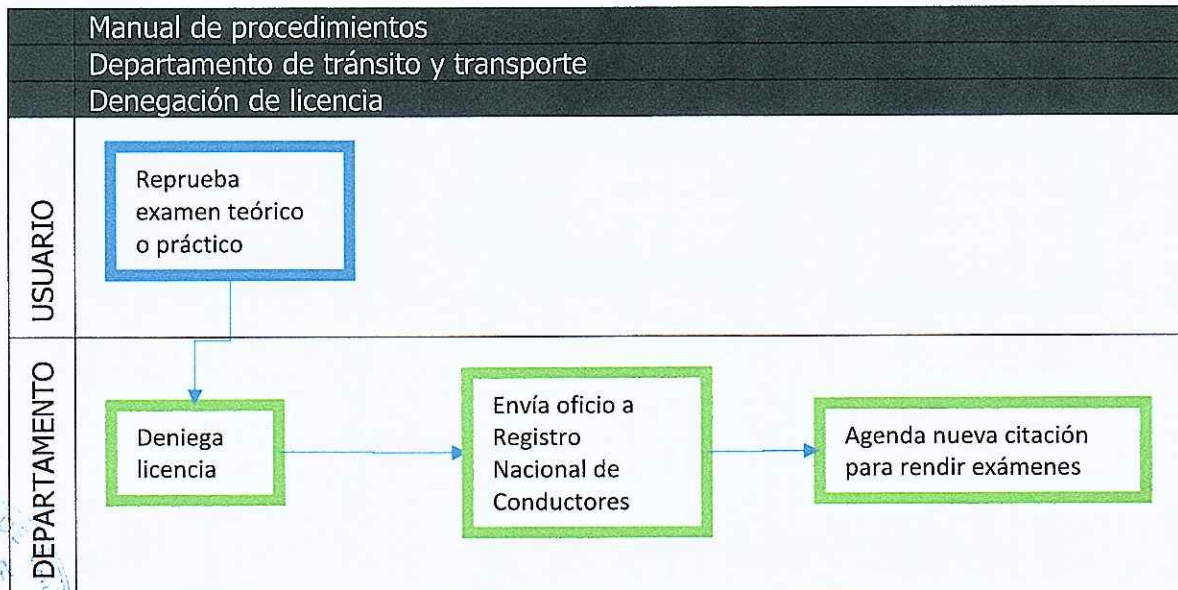 Manual de procedimientos
Departamento de tránsito y transporte
Denegación de licencia
USUARIO
Reprueba
examen teórico
o práctico
DEPARTAMENTO
Deniega
licencia
Envía oficio a
Registro
Nacional de
Conductores
Agenda nueva citación
para rendir exámenes